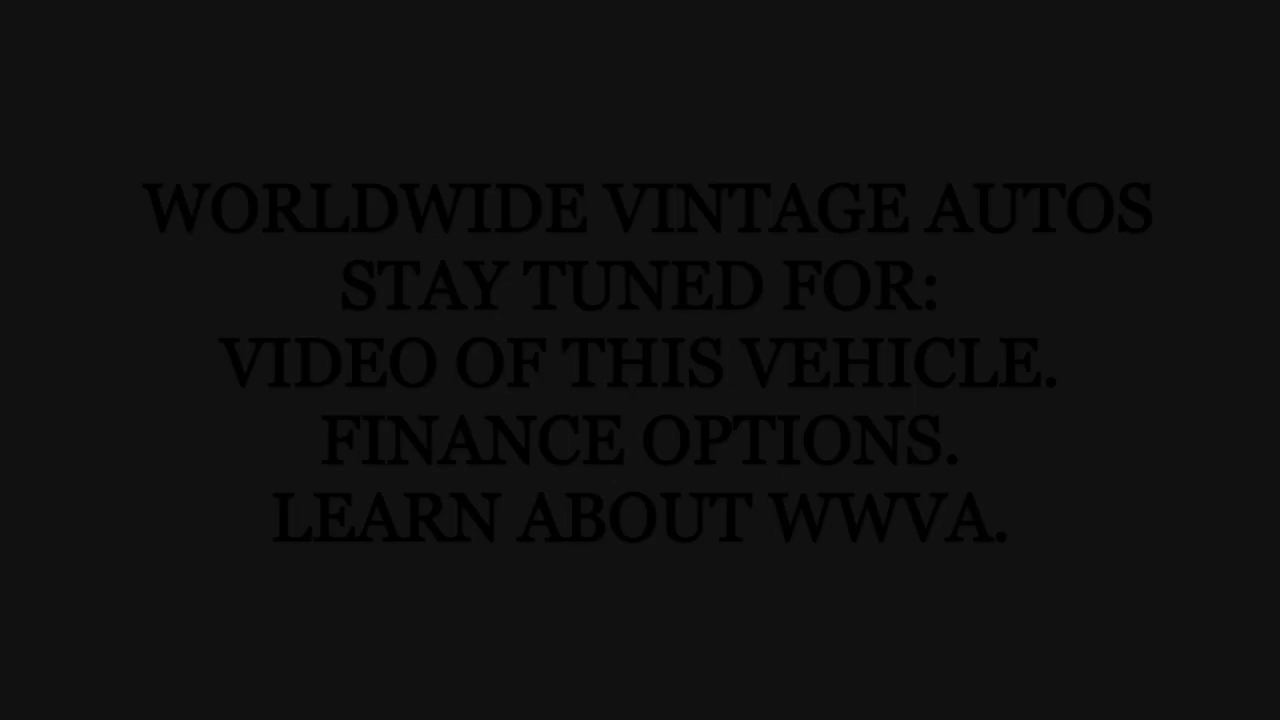 WORLDWIDE VINTAGE AUTOS
STAY TUNED FOR:
VIDEO OF THIS VEHICLE.
FINANCE OPTIONS.
LEARN ABOUT WWVA.